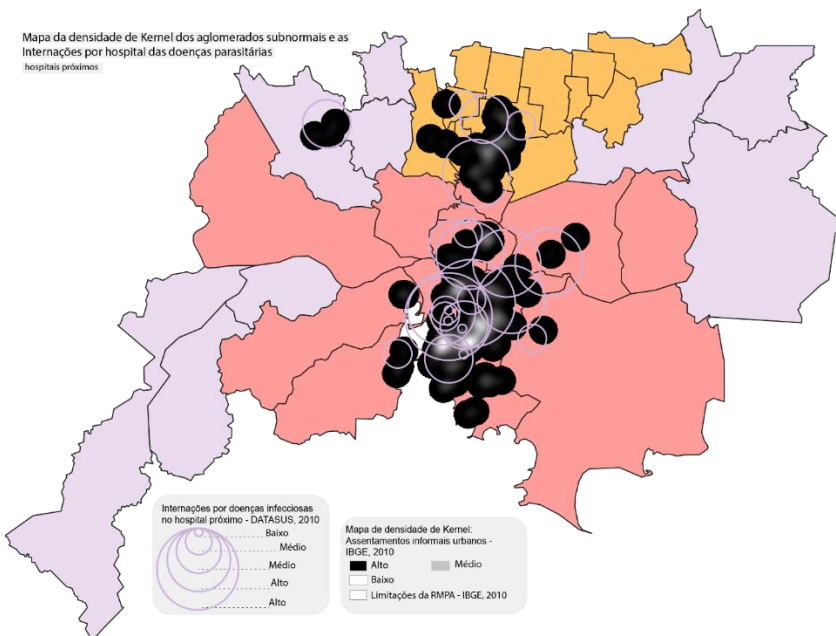 Mapa da densidade de Kernel dos aglomerados subnormais e as
Internações por hospital das doenças parasitárias
hospitais próximos
Internações por doenças infecciosas
no hospital próximo - DATASUS, 2010
Baixo
Médio
Médio
Alto
Alto
Mapa de densidade de Kernel:
Assentamentos informais urbanos -
IBGE, 2010
Alto
Médio
Baixo
Limitações da RMPA - IBGE, 2010